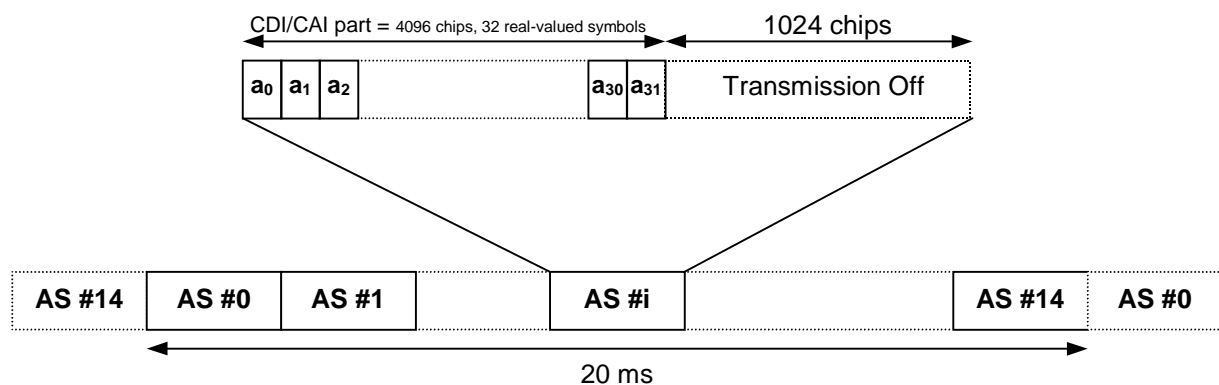 CDI/CAI part = 4096 chips, 32 real-valued symbols
1024 chips
a0 a1 a2 a30 a31 Transmission Off
AS #14 AS #0 AS #1 AS #i AS #14 AS #0
20 ms